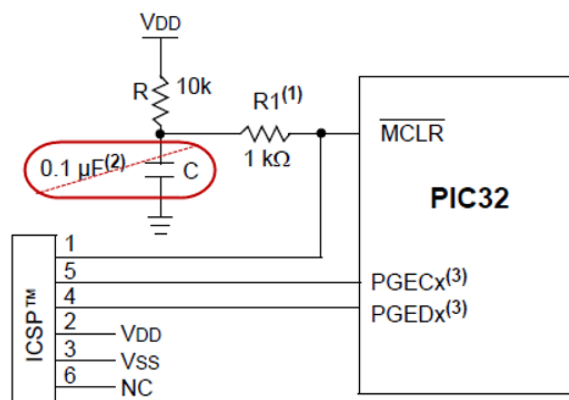 VDD
R
10k
R1(1)
1 kΩ
MCLR
0.1 µF(2)
C
PIC32
ICSP™
1
5
PGECx(3)
4
PGEDx(3)
2
VDD
3
VSS
6
NC